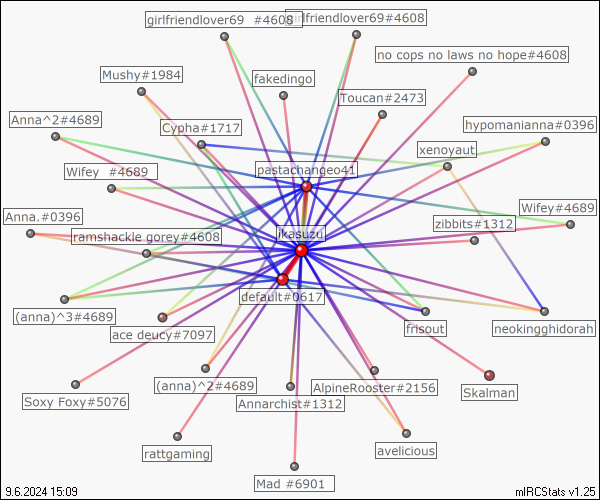 girlfriendlover69 #4608
girlfriendlover69#4608
no cops no laws no hope#4608
Mushy#1984
fakedingo
Toucan#2473
Anna^2#4689
Cypha#1717
hypomanianna#0396
xenoyaut
pastachangeo41
Wifey #4689
Wifey#4689
Anna.#0396
zibbits#1312
ikasuzu
ramshackle gorey#4608
default#0617
(anna)^3#4689
ace deucy#7097
frisout
neokingghidorah
(anna)^2#4689
AlpineRooster#2156
Skalman
Soxy Foxy#5076
Annarchist#1312
rattgaming
avelicious
Mad #6901
9.6.2024 15:09
mIRCStats v1.25